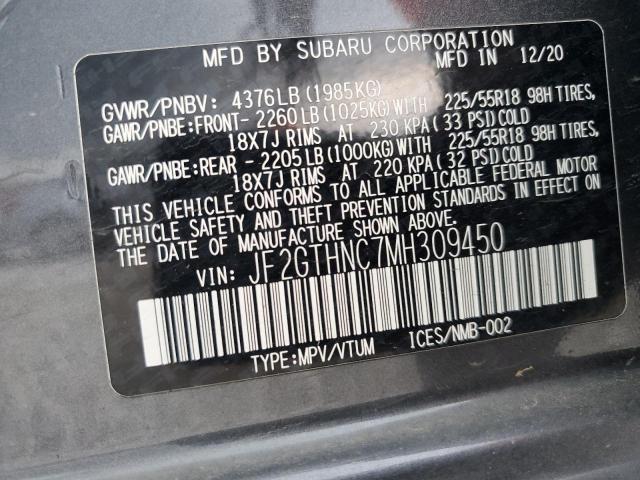 MFD BY SUBARU CORPORATION
MFD IN 12/20
GVWR/PNBV: 4376LB(1985KG)
GAWR/PNBE:FRONT- 2260LB(1025KG)WITH 225/55R18 98H TIRES,
18X7J RIMS AT 230 KPA(33 PSI)COLD
GAWR/PNBE:REAR - 2205LB(1000KG)WITH 225/55R18 98H TIRES,
18X7J RIMS AT 220 KPA(32 PSI)COLD
THIS VEHICLE CONFORMS TO ALL APPLICABLE FEDERAL MOTOR
VEHICLE SAFETY AND THEFT PREVENTION STANDARDS IN EFFECT ON
THE DATE OF MANUFACTURE SHOWN ABOVE.
VIN: JF2GTHNC7MH309450
TYPE:MPV/VTUM ICES/NMB-002